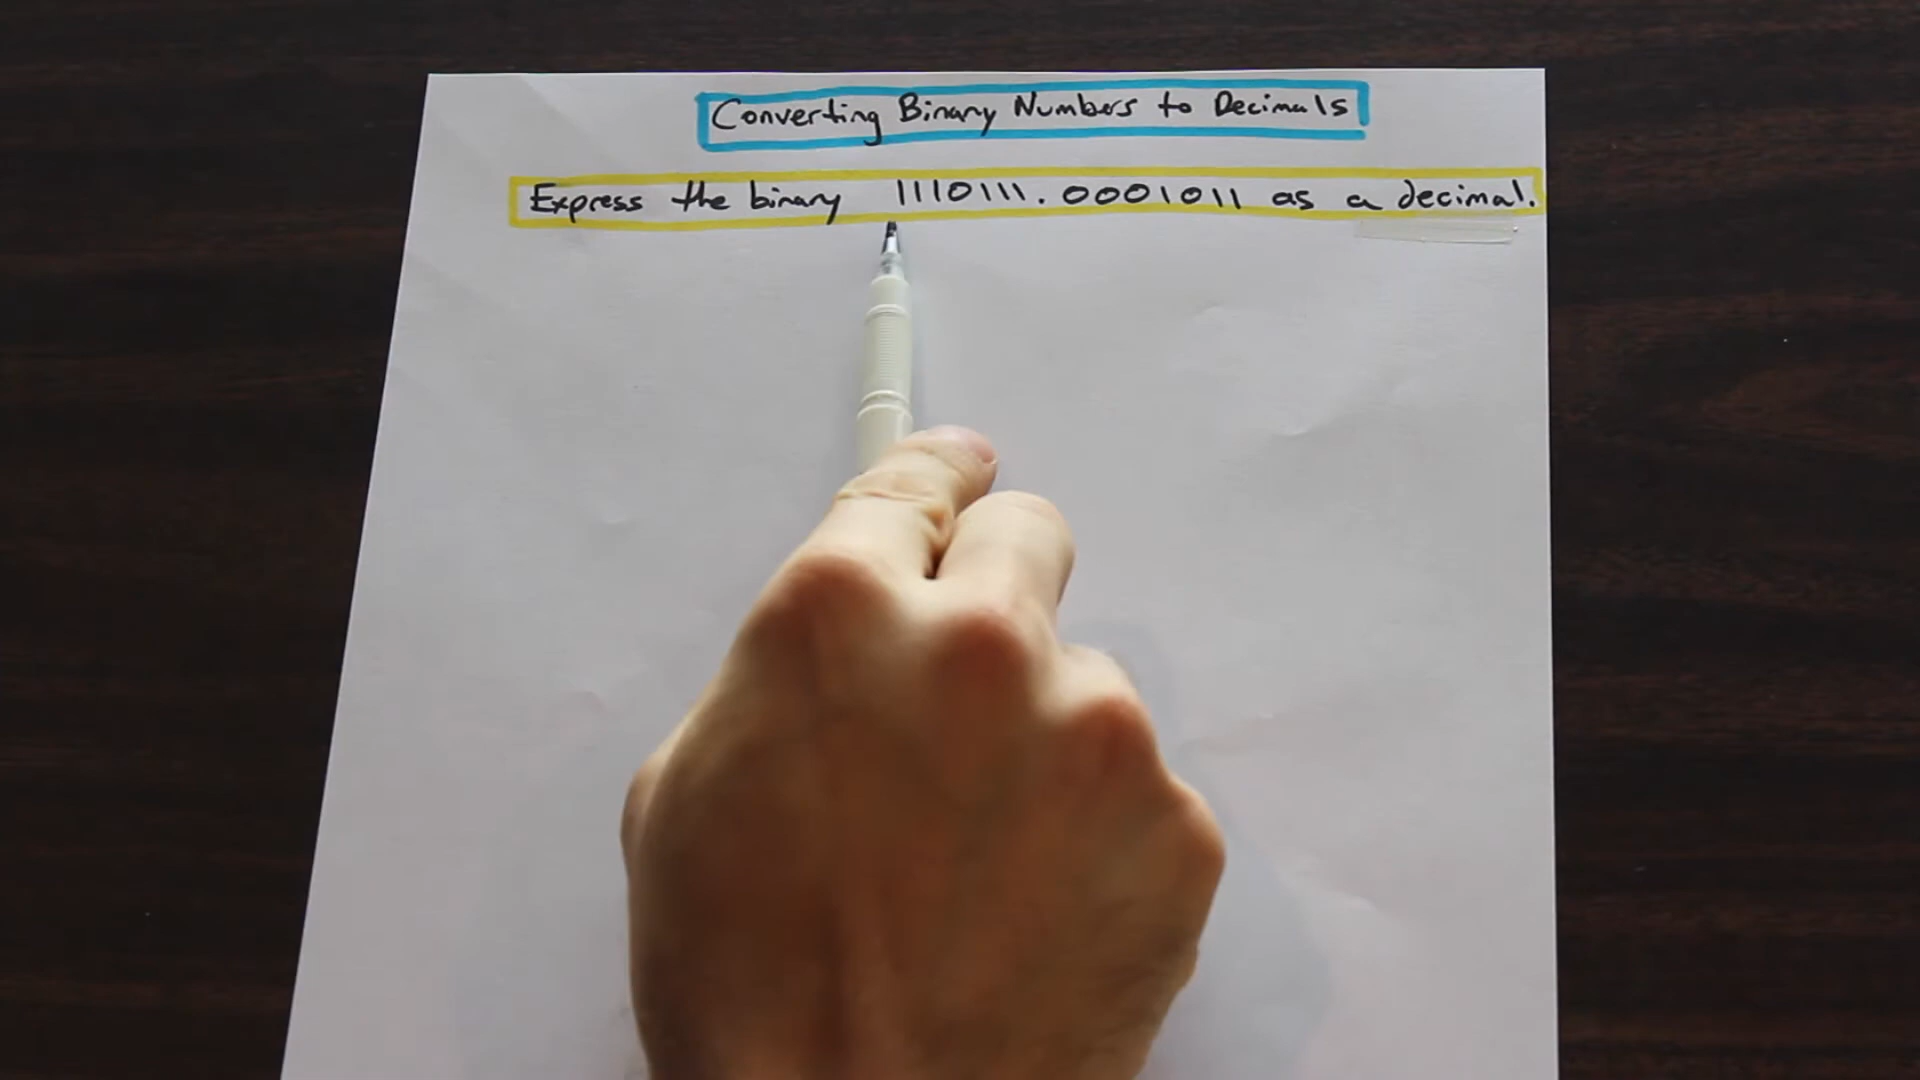 Converting Binary Numbers to Decimals
Express the binary 1110111.0001011 as a decimal.